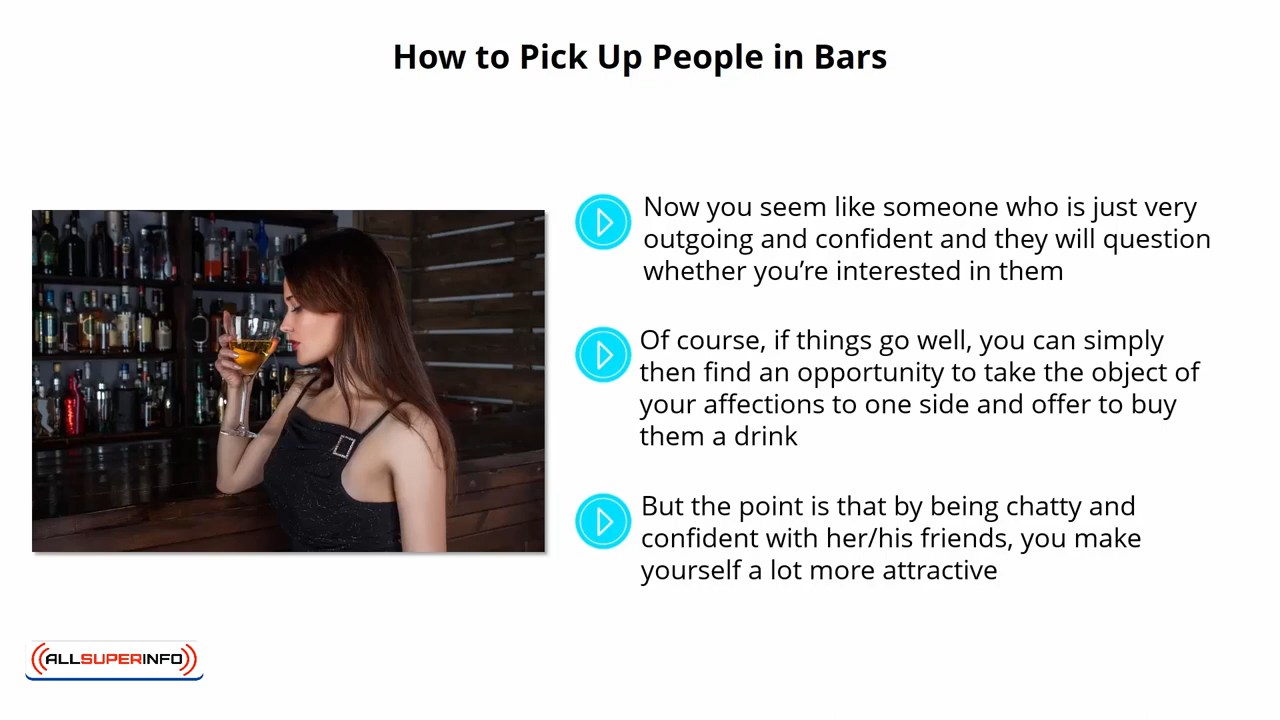 How to Pick Up People in Bars
Now you seem like someone who is just very
outgoing and confident and they will question
whether you’re interested in them
Of course, if things go well, you can simply
then find an opportunity to take the object of
your affections to one side and offer to buy
them a drink
But the point is that by being chatty and
confident with her/his friends, you make
yourself a lot more attractive
ALLSUPERINFO